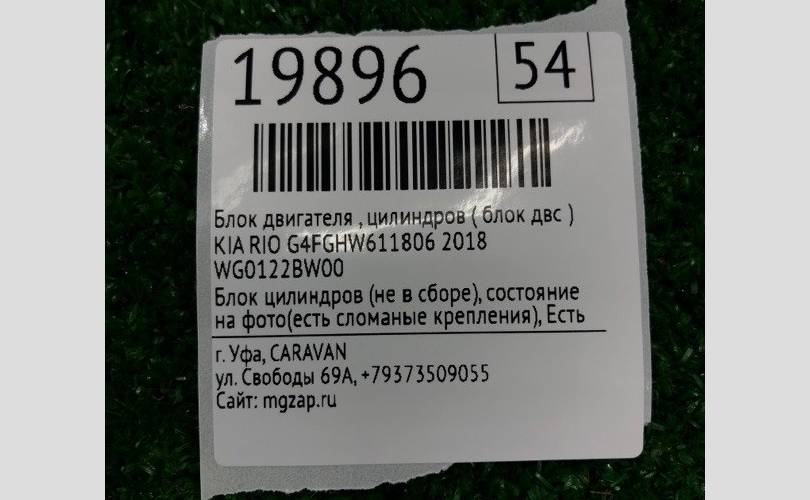 19896 54
Блок двигателя , цилиндров ( блок двс )
KIA RIO G4FGHW611806 2018
WG0122BW00
Блок цилиндров (не в сборе), состояние
на фото(есть сломаные крепления), Есть
г. Уфа, CARAVAN
ул. Свободы 69А, +79373509055
Сайт: mgzap.ru